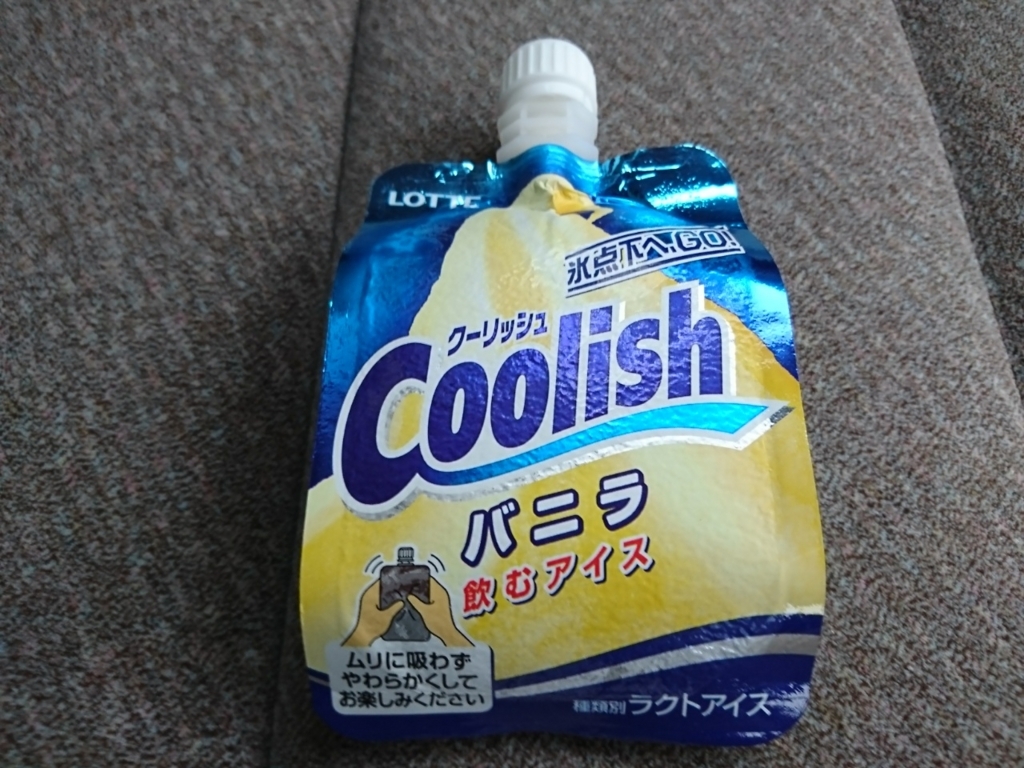 LOTTE
氷点下へ、GO!
クーリッシュ
Coolish
バニラ
飲むアイス
ムリに吸わず
やわらかくして
お楽しみください
種類別 ラクトアイス